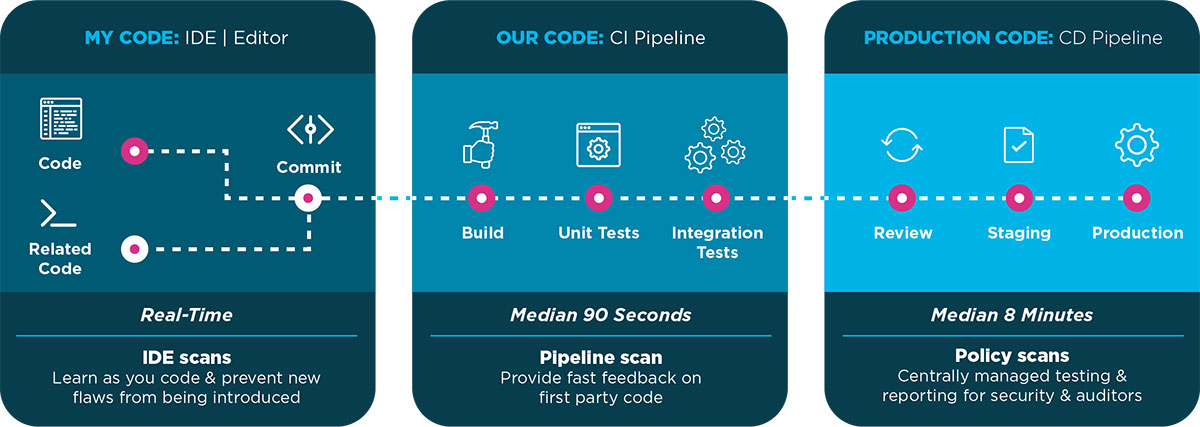 MY CODE: IDE | Editor
Code
Commit
Related
Code
Real-Time
IDE scans
Learn as you code & prevent new
flaws from being introduced
OUR CODE: CI Pipeline
Build
Unit Tests
Integration
Tests
Median 90 Seconds
Pipeline scan
Provide fast feedback on
first party code
PRODUCTION CODE: CD Pipeline
Review
Staging
Production
Median 8 Minutes
Policy scans
Centrally managed testing &
reporting for security & auditors